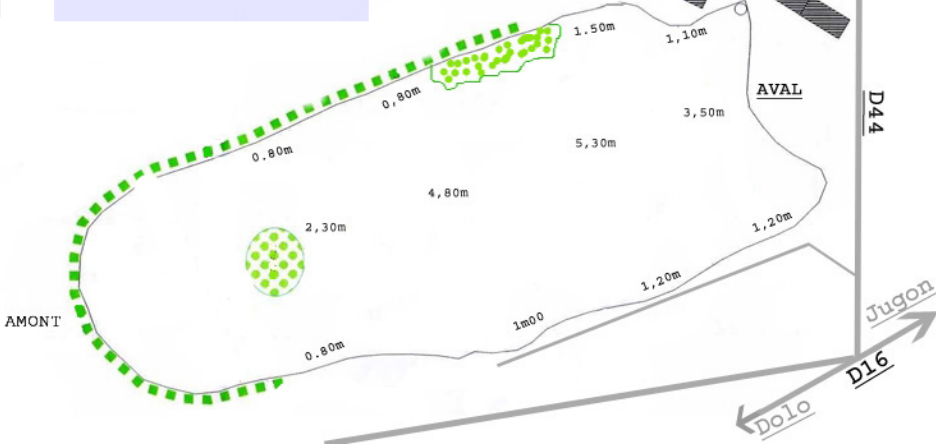 1.50m
1,10m
0,80m
AVAL
D44
3,50m
5,30m
0.80m
4,80m
2,30m
1,20m
1,20m
AMONT
1m00
0.80m
Jugon
D16
Dolo